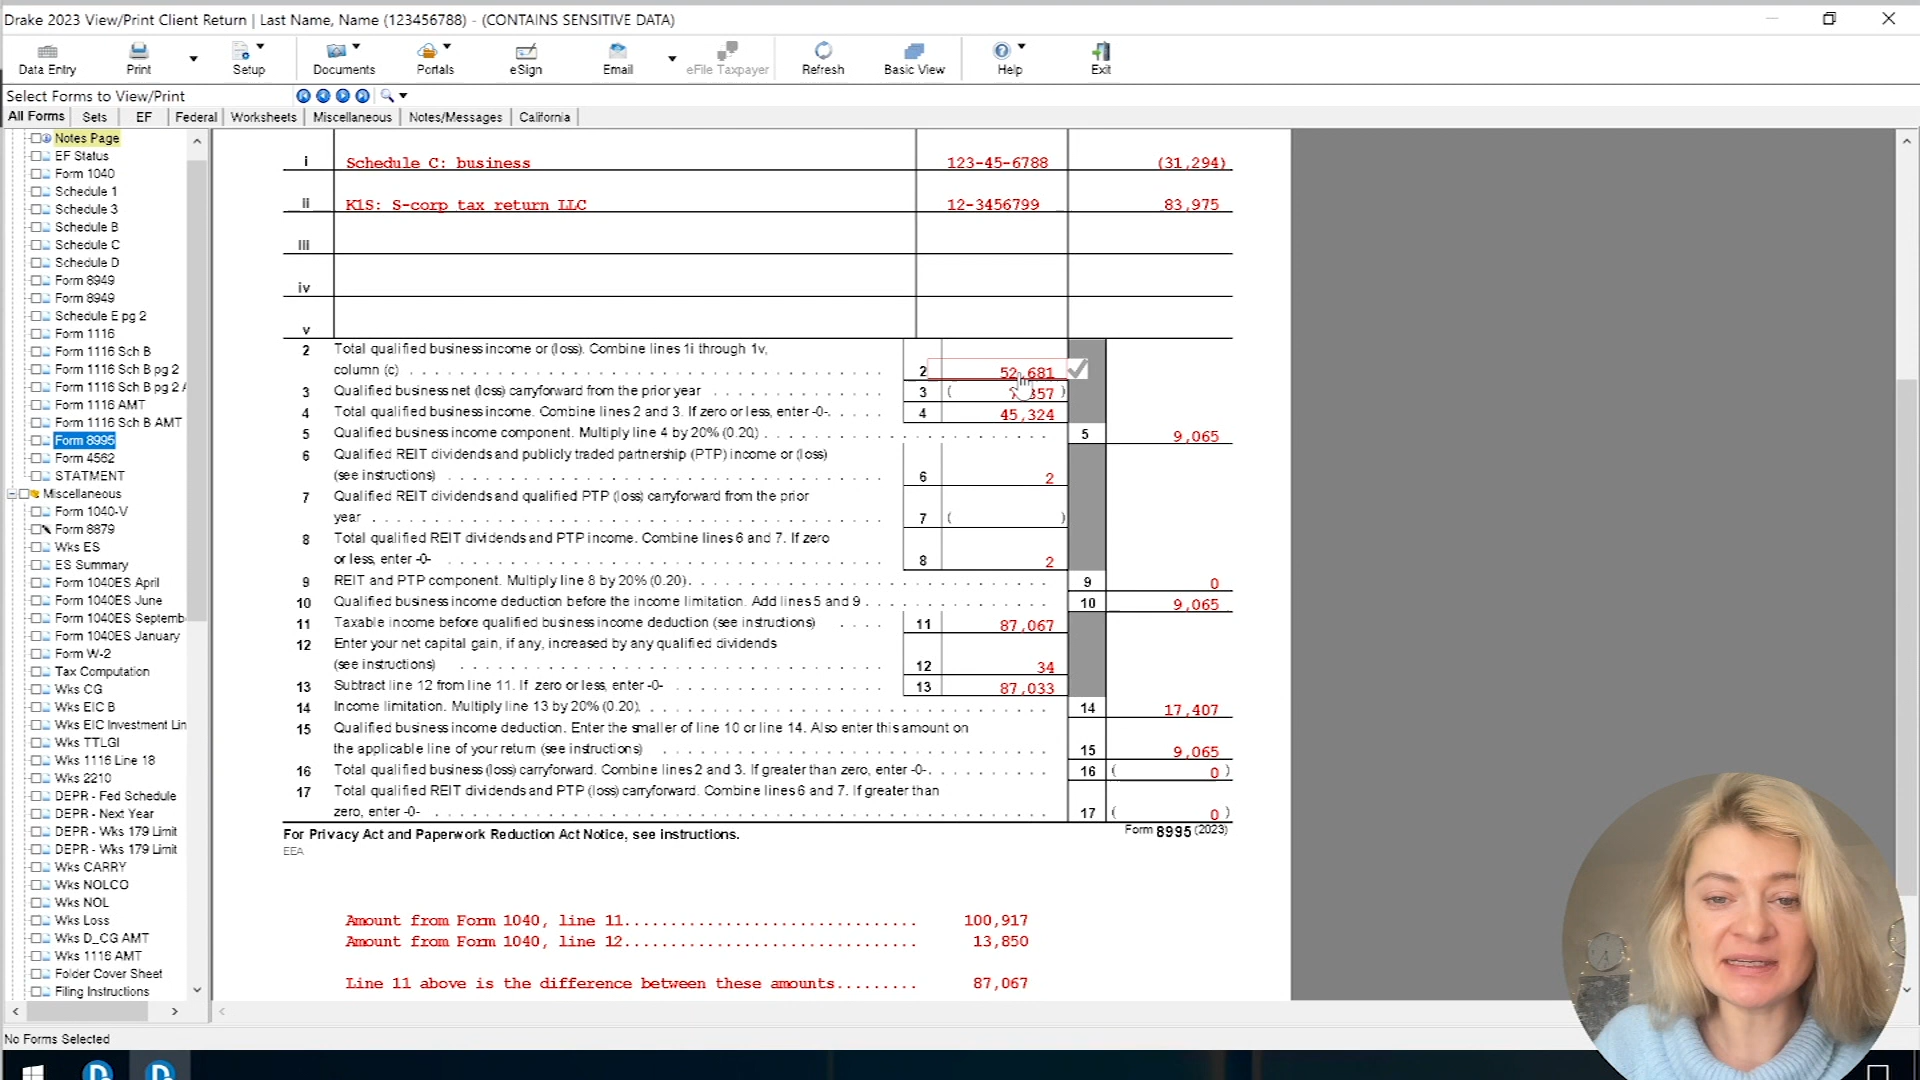 Drake 2023 View/Print Client Return | Last Name, Name (123456788) - (CONTAINS SENSITIVE DATA)
Data Entry Print Setup Documents Portals eSign Email eFile Taxpayer Refresh Basic View Help Exit
Select Forms to View/Print
All Forms Sets EF Federal Worksheets Miscellaneous Notes/Messages California
Notes Page
EF Status
Form 1040
Schedule 1
Schedule 3
Schedule B
Schedule C
Schedule D
Form 8949
Form 8949
Schedule E pg 2
Form 1116
Form 1116 Sch B
Form 1116 Sch B pg 2
Form 1116 Sch B pg 2 /
Form 1116 AMT
Form 1116 Sch B AMT
Form 8995
Form 4562
STATMENT
Miscellaneous
Form 1040-V
Form 8879
Wks ES
ES Summary
Form 1040ES April
Form 1040ES June
Form 1040ES Septemb
Form 1040ES January
Form W-2
Tax Computation
Wks CG
Wks EIC B
Wks EIC Investment Lin
Wks TTLGI
Wks 1116 Line 18
Wks 2210
DEPR - Fed Schedule
DEPR - Next Year
DEPR - Wks 179 Limit
DEPR - Wks 179 Limit
Wks CARRY
Wks NOLCO
Wks NOL
Wks Loss
Wks D_CG AMT
Wks 1116 AMT
Folder Cover Sheet
Filing Instructions
No Forms Selected
i Schedule C: business 123-45-6788 (31,294)
ii K1S: S-corp tax return LLC 12-3456799 83,975
iii
iv
v
2 Total qualified business income or (loss). Combine lines 1i through 1v,
column (c) 2 52,681
3 Qualified business net (loss) carryforward from the prior year 3 ( 357 )
4 Total qualified business income. Combine lines 2 and 3. If zero or less, enter -0-. 4 45,324
5 Qualified business income component. Multiply line 4 by 20% (0.20) 5 9,065
6 Qualified REIT dividends and publicly traded partnership (PTP) income or (loss)
(see instructions) 6 2
7 Qualified REIT dividends and qualified PTP (loss) carryforward from the prior
year 7 ( )
8 Total qualified REIT dividends and PTP income. Combine lines 6 and 7. If zero
or less, enter -0- 8 2
9 REIT and PTP component. Multiply line 8 by 20% (0.20) 9 0
10 Qualified business income deduction before the income limitation. Add lines 5 and 9 10 9,065
11 Taxable income before qualified business income deduction (see instructions) 11 87,067
12 Enter your net capital gain, if any, increased by any qualified dividends
(see instructions) 12 34
13 Subtract line 12 from line 11. If zero or less, enter -0- 13 87,033
14 Income limitation. Multiply line 13 by 20% (0.20) 14 17,407
15 Qualified business income deduction. Enter the smaller of line 10 or line 14. Also enter this amount on
the applicable line of your return (see instructions) 15 9,065
16 Total qualified business (loss) carryforward. Combine lines 2 and 3. If greater than zero, enter -0-. 16 ( 0 )
17 Total qualified REIT dividends and PTP (loss) carryforward. Combine lines 6 and 7. If greater than
zero, enter -0- 17 ( 0 )
For Privacy Act and Paperwork Reduction Act Notice, see instructions. Form 8995 (2023)
EEA
Amount from Form 1040, line 11 100,917
Amount from Form 1040, line 12 13,850
Line 11 above is the difference between these amounts 87,067